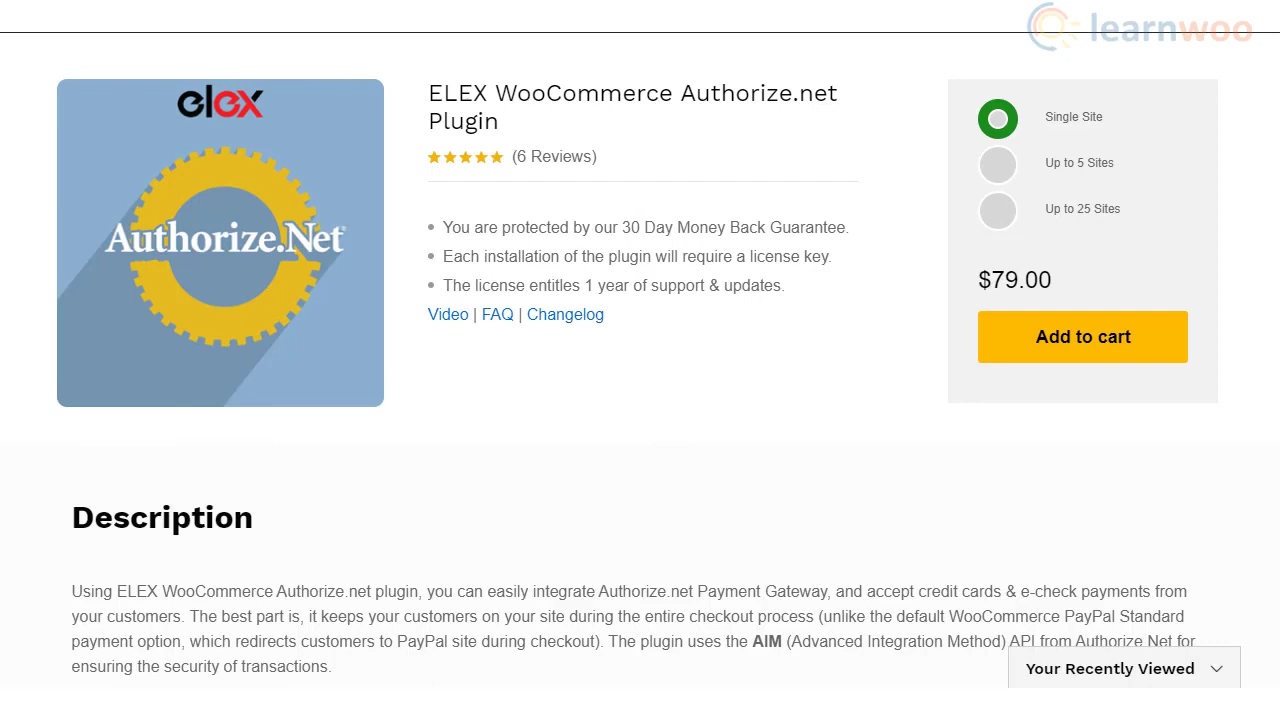 learnwoo
elex
Authorize.Net
ELEX WooCommerce Authorize.net
Plugin
(6 Reviews)
You are protected by our 30 Day Money Back Guarantee.
Each installation of the plugin will require a license key.
The license entitles 1 year of support & updates.
Video | FAQ | Changelog
Single Site
Up to 5 Sites
Up to 25 Sites
$79.00
Add to cart
Description
Using ELEX WooCommerce Authorize.net plugin, you can easily integrate Authorize.net Payment Gateway, and accept credit cards & e-check payments from
your customers. The best part is, it keeps your customers on your site during the entire checkout process (unlike the default WooCommerce PayPal Standard
payment option, which redirects customers to PayPal site during checkout). The plugin uses the AIM (Advanced Integration Method) API from Authorize Net for
ensuring the security of transactions.
Your Recently Viewed